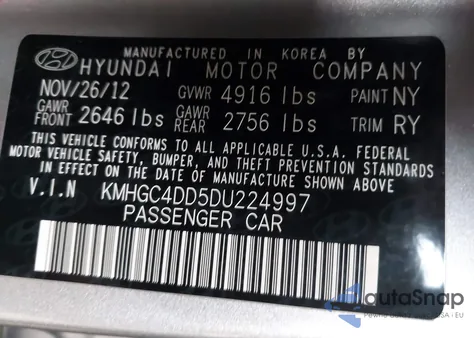 MANUFACTURED IN KOREA BY
HYUNDAI MOTOR COMPANY
NOV/26/12 GVWR 4916 lbs PAINT NY
GAWR FRONT 2646 lbs GAWR REAR 2756 lbs TRIM RY
THIS VEHICLE CONFORMS TO ALL APPLICABLE U.S.A. FEDERAL
MOTOR VEHICLE SAFETY, BUMPER, AND THEFT PREVENTION STANDARDS
IN EFFECT ON THE DATE OF MANUFACTURE SHOWN ABOVE
V.I.N KMHGC4DD5DU224997
PASSENGER CAR
autaSnap